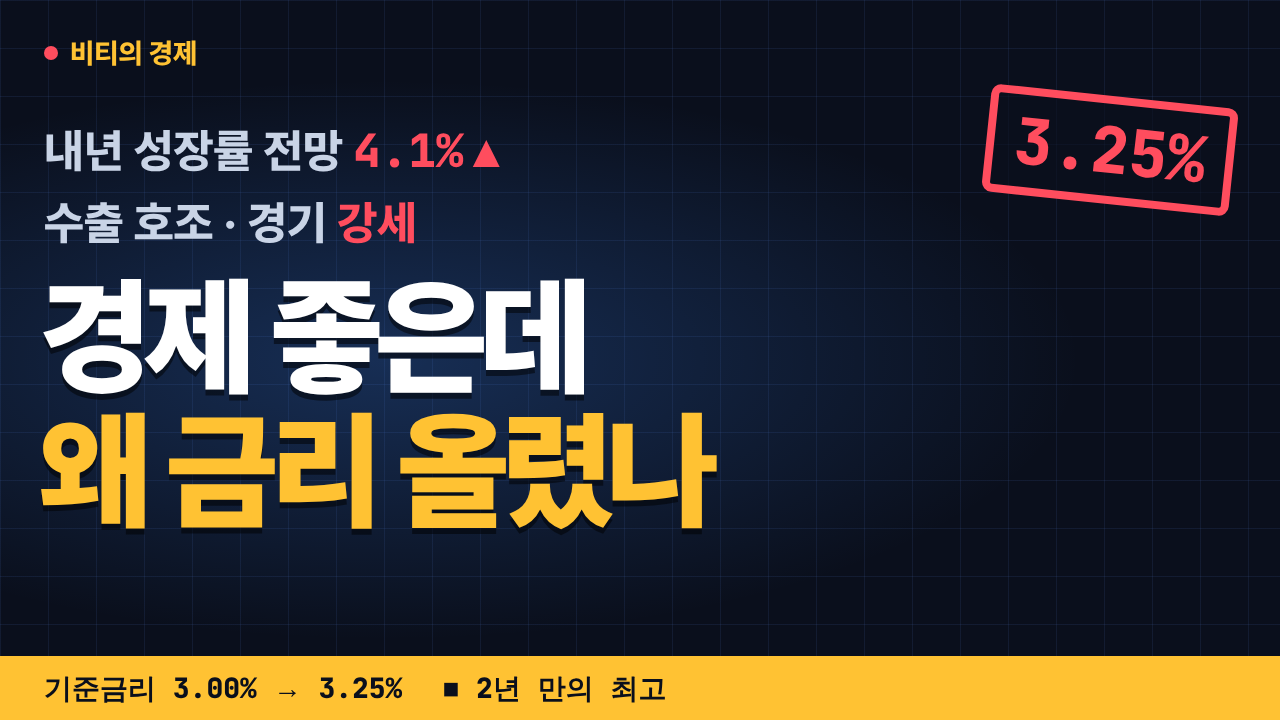 비티의 경제
3.25%
내년 성장률 전망 4.1%▲
수출 호조 · 경기 강세
경제 좋은데
왜 금리 올렸나
기준금리 3.00% → 3.25% ■ 2년 만의 최고